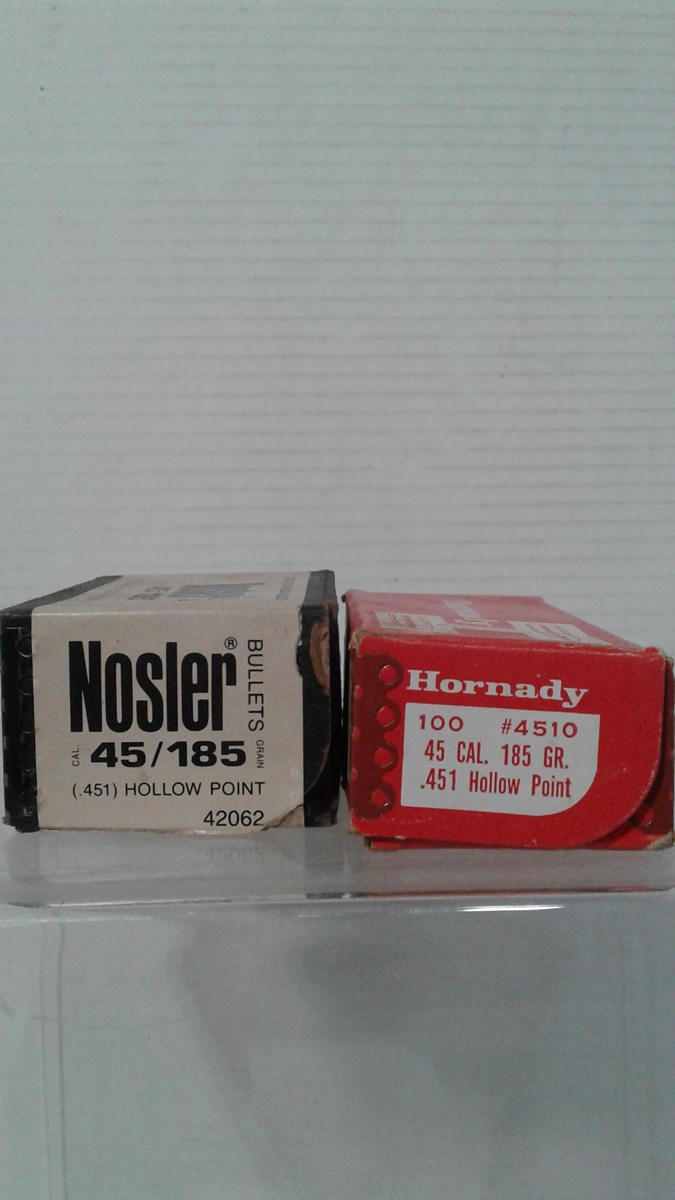 Nosler®
BULLETS
CAL. 45/185 GRAIN
(.451) HOLLOW POINT
42062
Hornady
100 #4510
45 CAL. 185 GR.
.451 Hollow Point